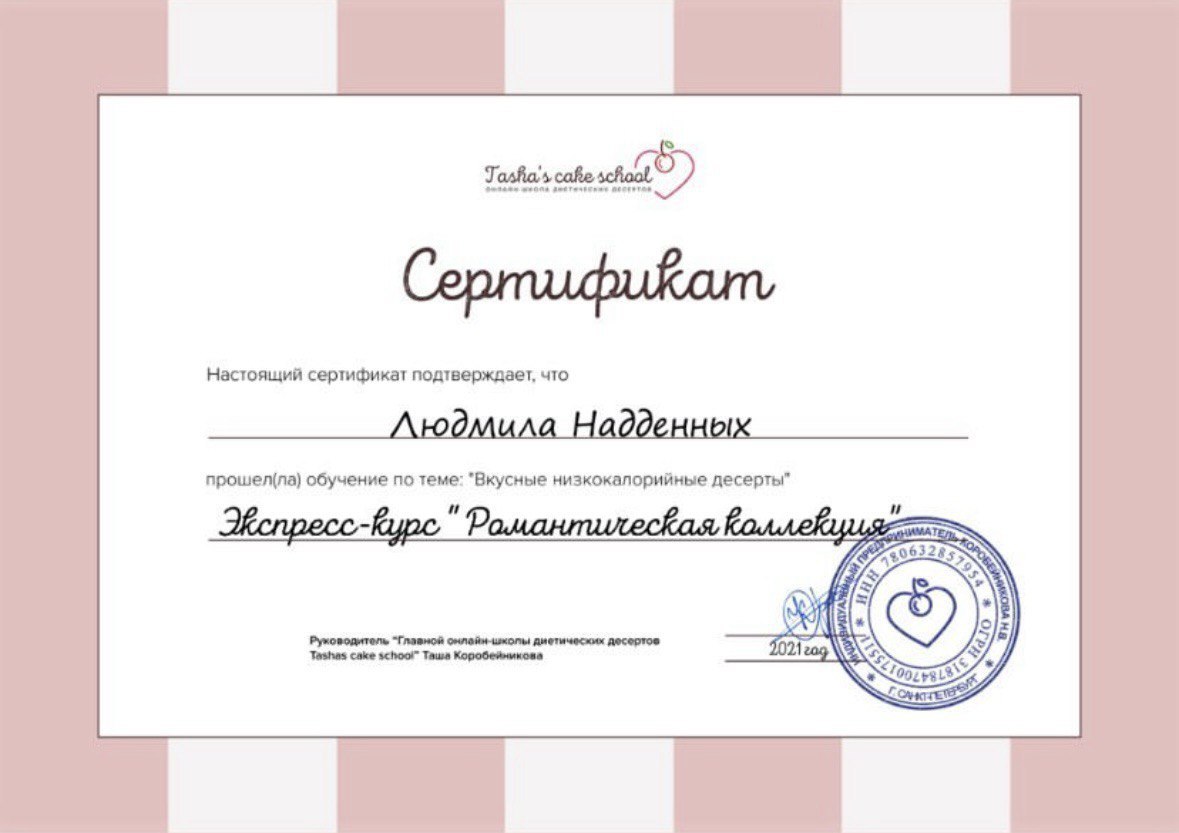 Tasha's cake school
ОНЛАЙН-ШКОЛА ДИЕТИЧЕСКИХ ДЕСЕРТОВ
Сертификат
Настоящий сертификат подтверждает, что
Людмила Надденных
прошел(ла) обучение по теме: "Вкусные низкокалорийные десерты"
Экспресс-курс "Романтическая коллекция"
Руководитель "Главной онлайн-школы диетических десертов
Tashas cake school" Таша Коробейникова
2021 год
ИНДИВИДУАЛЬНЫЙ ПРЕДПРИНИМАТЕЛЬ КОРОБЕЙНИКОВА Н.В.
Г. САНКТ-ПЕТЕРБУРГ
ИНН 780632857954
ОГРН 318784700175511